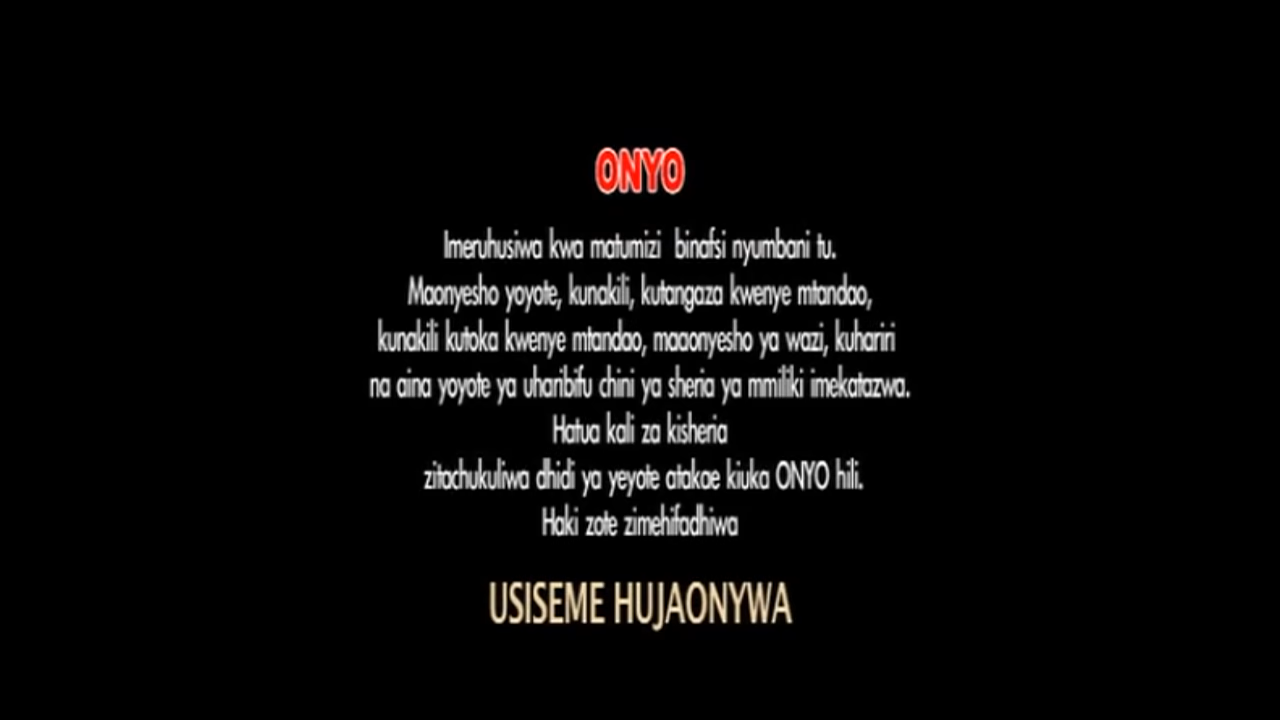 ONYO
Imeruhusiwa kwa matumizi binafsi nyumbani tu.
Maonyesho yoyote, kunakili, kutangaza kwenye mtandao,
kunakili kutoka kwenye mtandao, maaonyesho ya wazi, kuhariri
na aina yoyote ya uharibifu chini ya sheria ya mmiliki imekatazwa.
Hatua kali za kisheria
zitachukuliwa dhidi ya yeyote atakae kiuka ONYO hili.
Haki zote zimehifadhiwa
USISEME HUJAONYWA